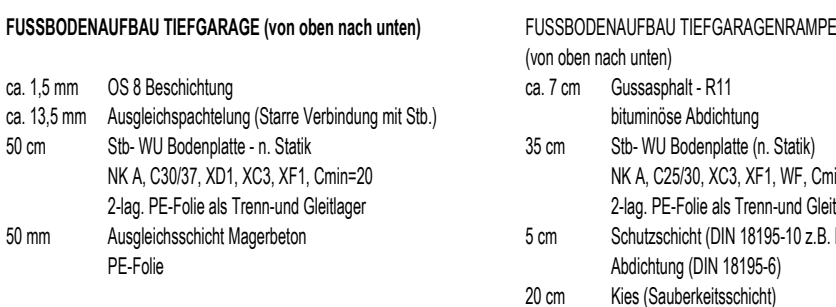 FUSSBODENAUFBAU TIEFGARAGE (von oben nach unten)
ca. 1,5 mm OS 8 Beschichtung
ca. 13,5 mm Ausgleichspachtelung (Starre Verbindung mit Stb.)
50 cm Stb- WU Bodenplatte - n. Statik
NK A, C30/37, XD1, XC3, XF1, Cmin=20
2-lag. PE-Folie als Trenn-und Gleitlager
50 mm Ausgleichsschicht Magerbeton
PE-Folie
FUSSBODENAUFBAU TIEFGARAGENRAMPE
(von oben nach unten)
ca. 7 cm Gussasphalt - R11
bituminöse Abdichtung
35 cm Stb- WU Bodenplatte (n. Statik)
NK A, C25/30, XC3, XF1, WF,
2-lag. PE-Folie als Trenn-und
5 cm Schutzschicht (DIN 18195-10 z.B.
Abdichtung (DIN 18195-6)
20 cm Kies (Sauberkeitsschicht)